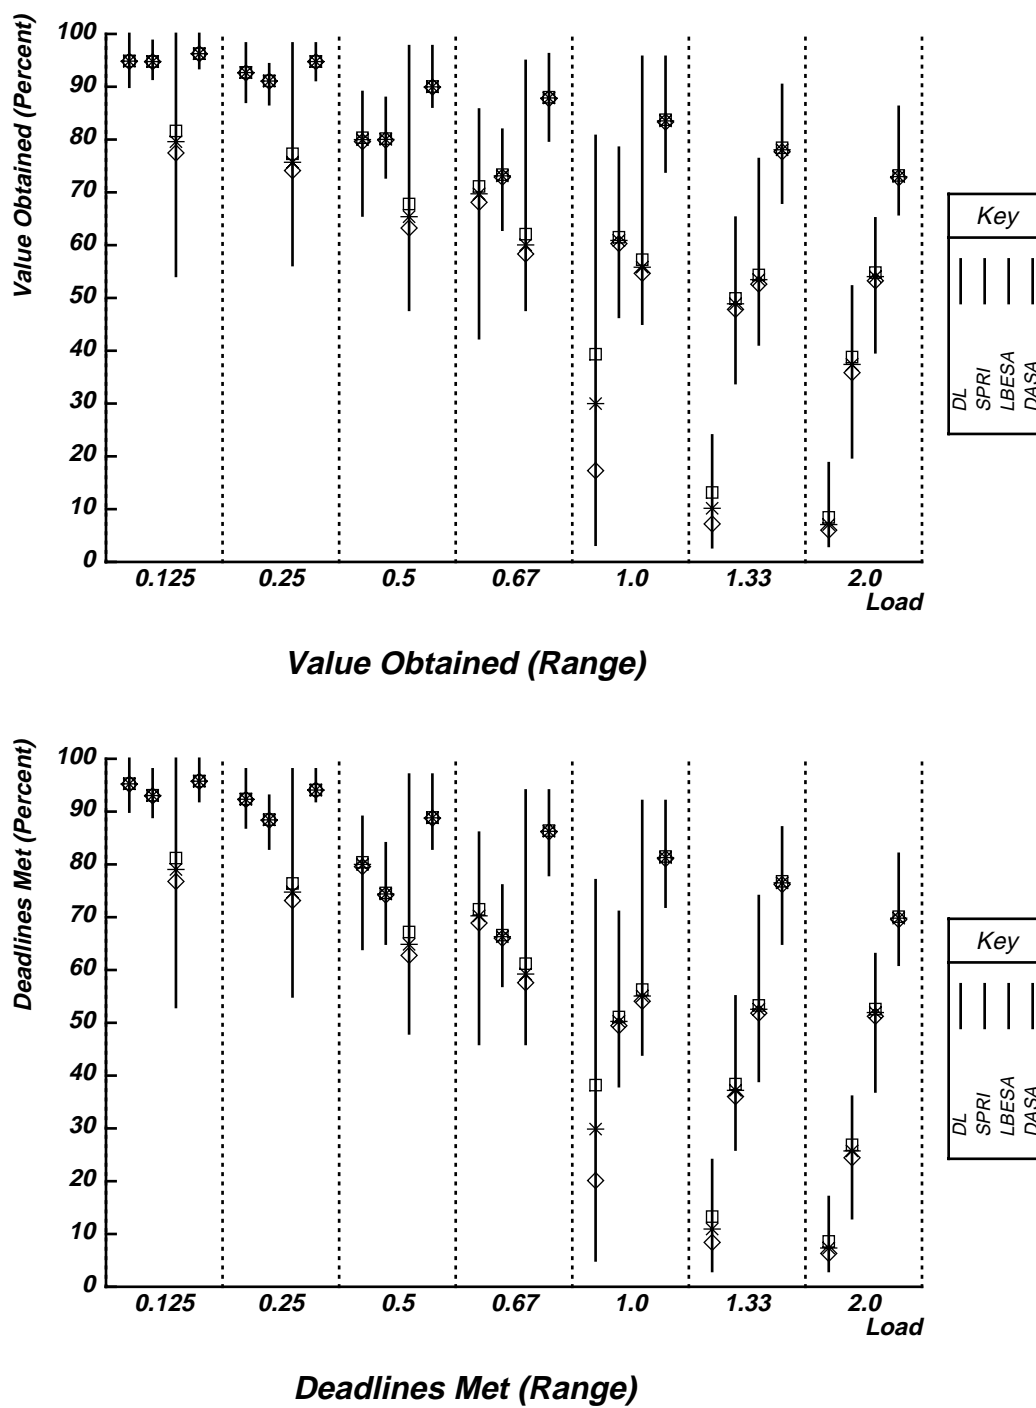 Value Obtained (Percent)
100
90
80
70
60
50
40
30
20
10
0
0.125 0.25 0.5 0.67 1.0 1.33 2.0
Load
Key
DL
SPRI
LBESA
DASA
Value Obtained (Range)
Deadlines Met (Percent)
100
90
80
70
60
50
40
30
20
10
0
0.125 0.25 0.5 0.67 1.0 1.33 2.0
Load
Key
DL
SPRI
LBESA
DASA
Deadlines Met (Range)